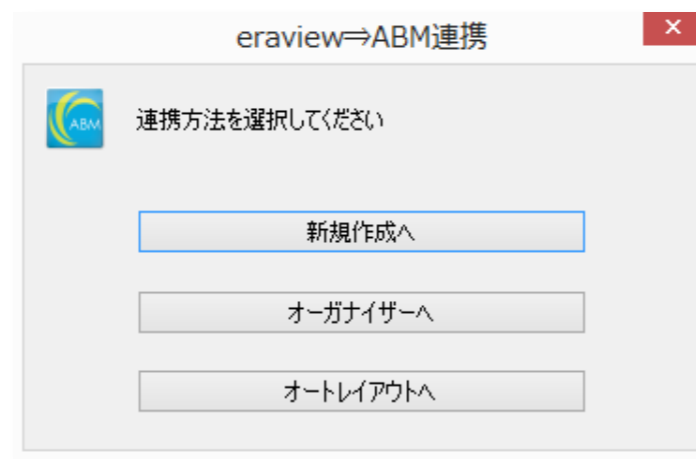 eraview⇒ABM連携
ABM
連携方法を選択してください
新規作成へ
オーガナイザーへ
オートレイアウトへ